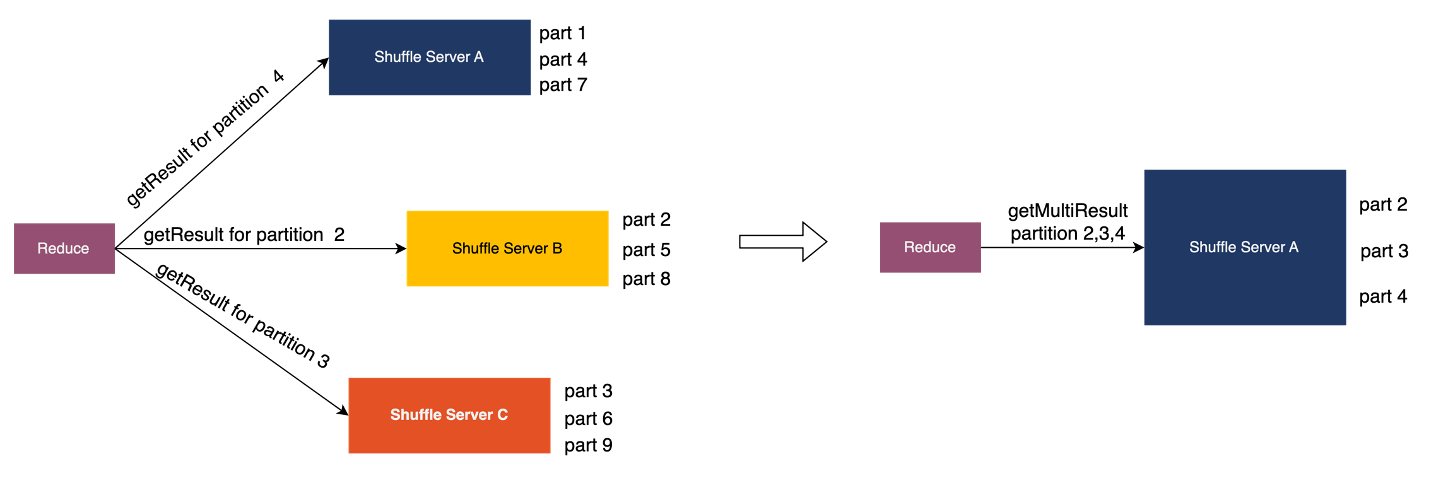 Shuffle Server A
part 1
part 4
part 7
getResult for partition 4
Reduce
getResult for partition 2
Shuffle Server B
part 2
part 5
part 8
getResult for partition 3
Shuffle Server C
part 3
part 6
part 9
Reduce
getMultiResult
partition 2,3,4
Shuffle Server A
part 2
part 3
part 4